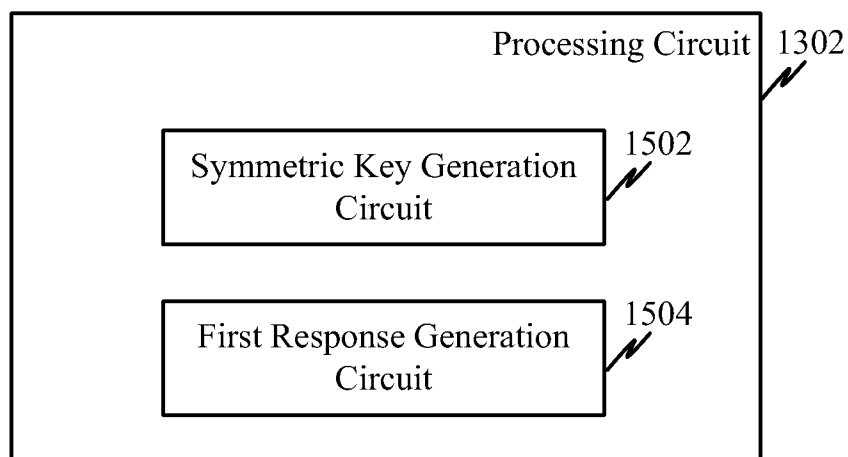 Processing Circuit 1302
1502
Symmetric Key Generation
Circuit
1504
First Response Generation
Circuit